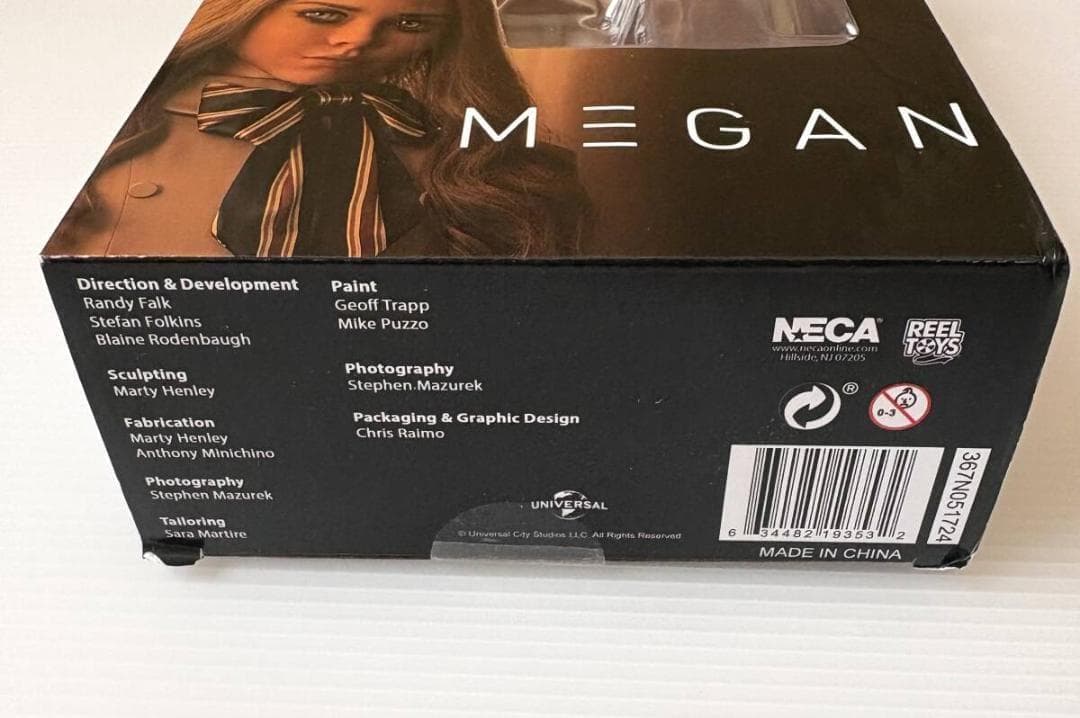 M Ξ G A N
Direction & Development
Randy Falk
Stefan Folkins
Blaine Rodenbaugh
Sculpting
Marty Henley
Fabrication
Marty Henley
Anthony Minichino
Photography
Stephen Mazurek
Tailoring
Sara Martire
Paint
Geoff Trapp
Mike Puzzo
Photography
Stephen Mazurek
Packaging & Graphic Design
Chris Raimo
NECA®
www.necaonline.com
Hillside, NJ 07205
REEL
TOYS
®
0-3
UNIVERSAL
© Universal City Studios LLC. All Rights Reserved.
6 34482 19353 2
MADE IN CHINA
367N051724